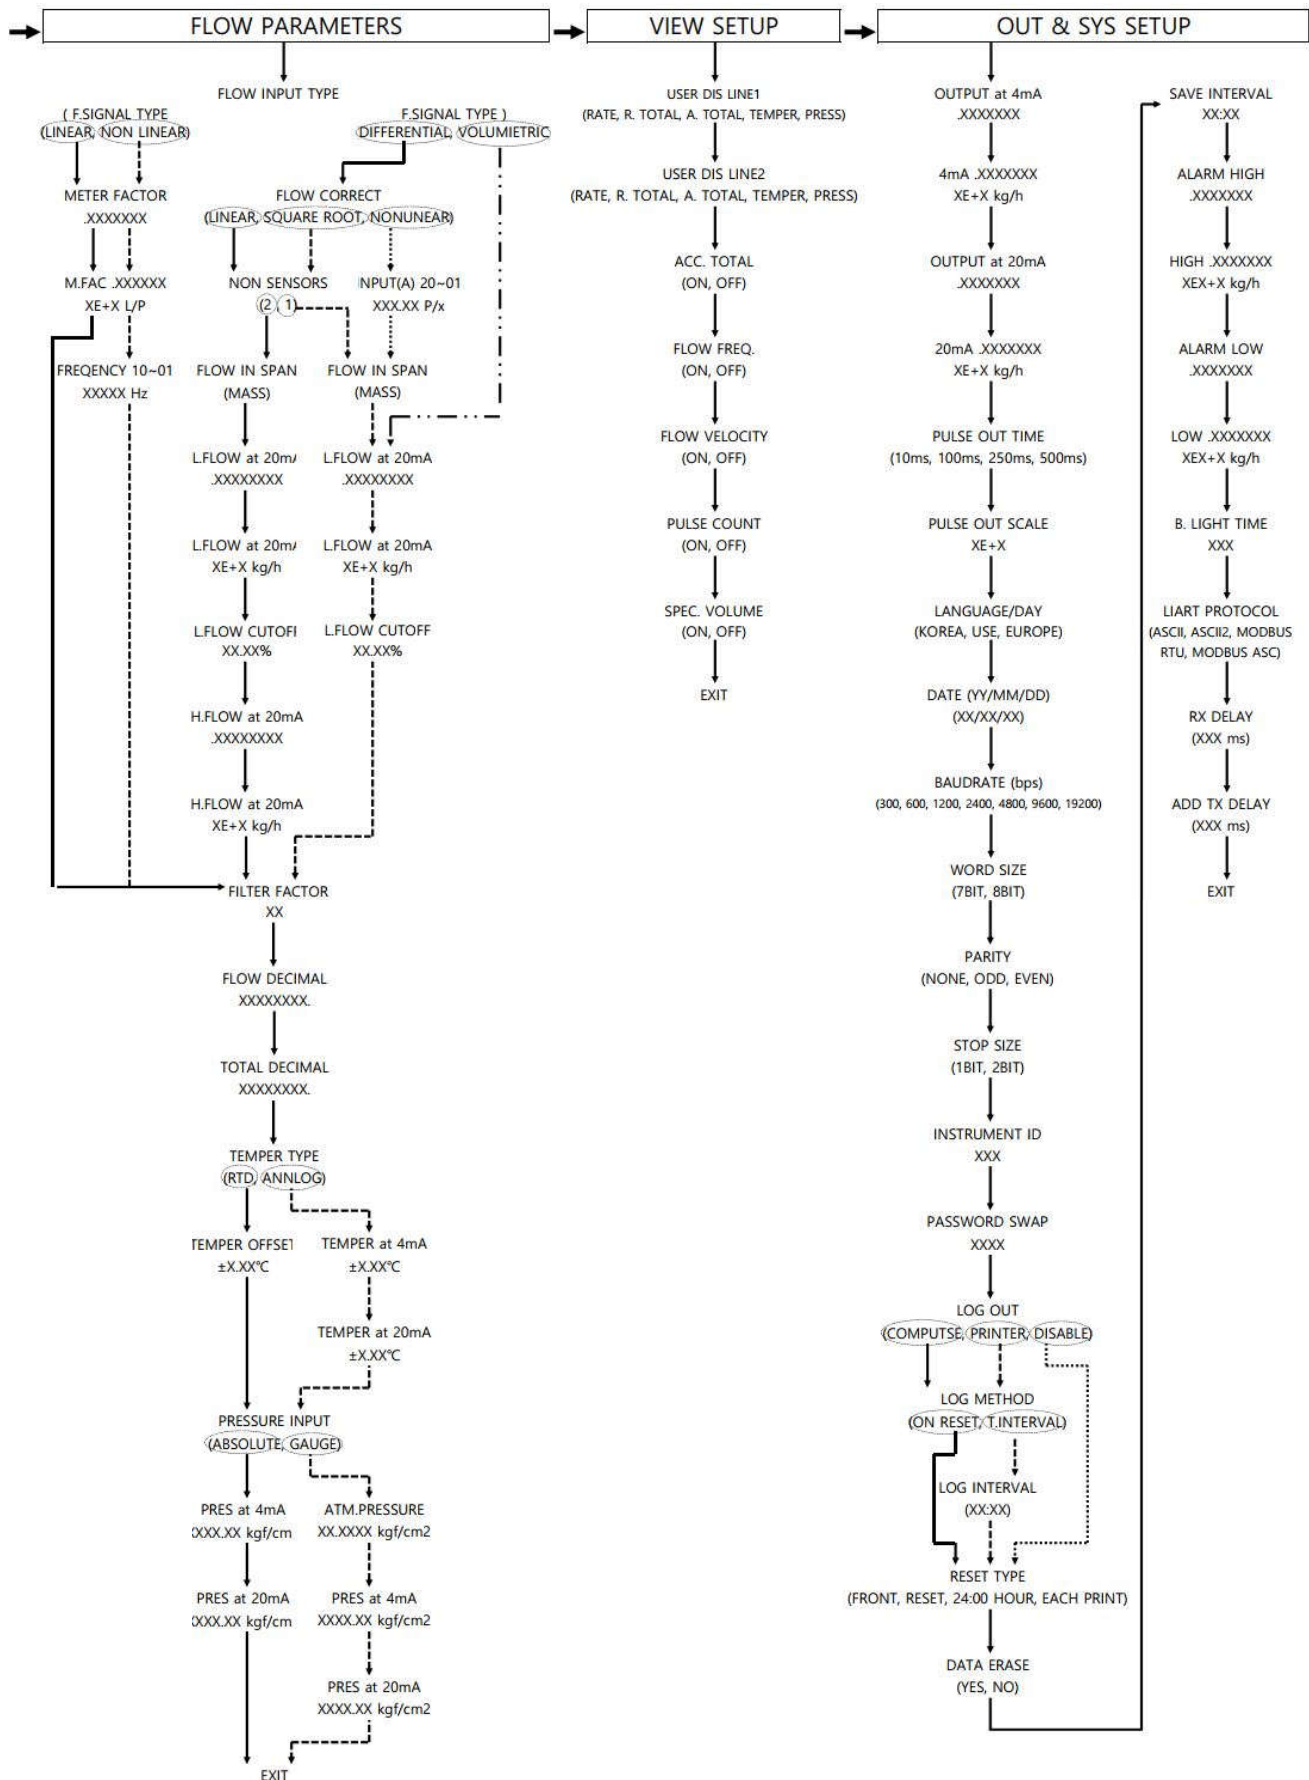 FLOW PARAMETERS
FLOW INPUT TYPE
( F.SIGNAL TYPE
(LINEAR, NON LINEAR)
F.SIGNAL TYPE )
DIFFERENTIAL, VOLUMIETRIC
METER FACTOR
.XXXXXXX
FLOW CORRECT
(LINEAR, SQUARE ROOT, NONUNEAR)
M.FAC .XXXXXX
XE+X L/P
NON SENSORS
(2, 1)
INPUT(A) 20~01
XXX.XX P/x
FREQENCY 10~01
XXXXX Hz
FLOW IN SPAN
(MASS)
FLOW IN SPAN
(MASS)
L.FLOW at 20m/
.XXXXXXXX
L.FLOW at 20mA
.XXXXXXXX
L.FLOW at 20m/
XE+X kg/h
L.FLOW at 20mA
XE+X kg/h
L.FLOW CUTOFI
XX.XX%
L.FLOW CUTOFF
XX.XX%
H.FLOW at 20mA
.XXXXXXXX
H.FLOW at 20mA
XE+X kg/h
FILTER FACTOR
XX
FLOW DECIMAL
XXXXXXXX.
TOTAL DECIMAL
XXXXXXXX.
TEMPER TYPE
(RTD, ANNLOG)
TEMPER OFFSET
±X.XX℃
TEMPER at 4mA
±X.XX℃
TEMPER at 20mA
±X.XX℃
PRESSURE INPUT
(ABSOLUTE, GAUGE)
PRES at 4mA
XXXX.XX kgf/cm
ATM.PRESSURE
XX.XXXX kgf/cm2
PRES at 20mA
XXXX.XX kgf/cm
PRES at 4mA
XXXX.XX kgf/cm2
PRES at 20mA
XXXX.XX kgf/cm2
EXIT
VIEW SETUP
USER DIS LINE1
(RATE, R. TOTAL, A. TOTAL, TEMPER, PRESS)
USER DIS LINE2
(RATE, R. TOTAL, A. TOTAL, TEMPER, PRESS)
ACC. TOTAL
(ON, OFF)
FLOW FREQ.
(ON, OFF)
FLOW VELOCITY
(ON, OFF)
PULSE COUNT
(ON, OFF)
SPEC. VOLUME
(ON, OFF)
EXIT
OUT & SYS SETUP
OUTPUT at 4mA
.XXXXXXX
4mA .XXXXXXX
XE+X kg/h
OUTPUT at 20mA
.XXXXXXX
20mA .XXXXXXX
XE+X kg/h
PULSE OUT TIME
(10ms, 100ms, 250ms, 500ms)
PULSE OUT SCALE
XE+X
LANGUAGE/DAY
(KOREA, USE, EUROPE)
DATE (YY/MM/DD)
(XX/XX/XX)
BAUDRATE (bps)
(300, 600, 1200, 2400, 4800, 9600, 19200)
WORD SIZE
(7BIT, 8BIT)
PARITY
(NONE, ODD, EVEN)
STOP SIZE
(1BIT, 2BIT)
INSTRUMENT ID
XXX
PASSWORD SWAP
XXXX
LOG OUT
(COMPUTSE, PRINTER, DISABLE)
LOG METHOD
(ON RESET, T.INTERVAL)
LOG INTERVAL
(XX:XX)
RESET TYPE
(FRONT, RESET, 24:00 HOUR, EACH PRINT)
DATA ERASE
(YES, NO)
SAVE INTERVAL
XX:XX
ALARM HIGH
.XXXXXXX
HIGH .XXXXXXX
XEX+X kg/h
ALARM LOW
.XXXXXXX
LOW .XXXXXXX
XEX+X kg/h
B. LIGHT TIME
XXX
LIART PROTOCOL
(ASCII, ASCII2, MODBUS
RTU, MODBUS ASC)
RX DELAY
(XXX ms)
ADD TX DELAY
(XXX ms)
EXIT